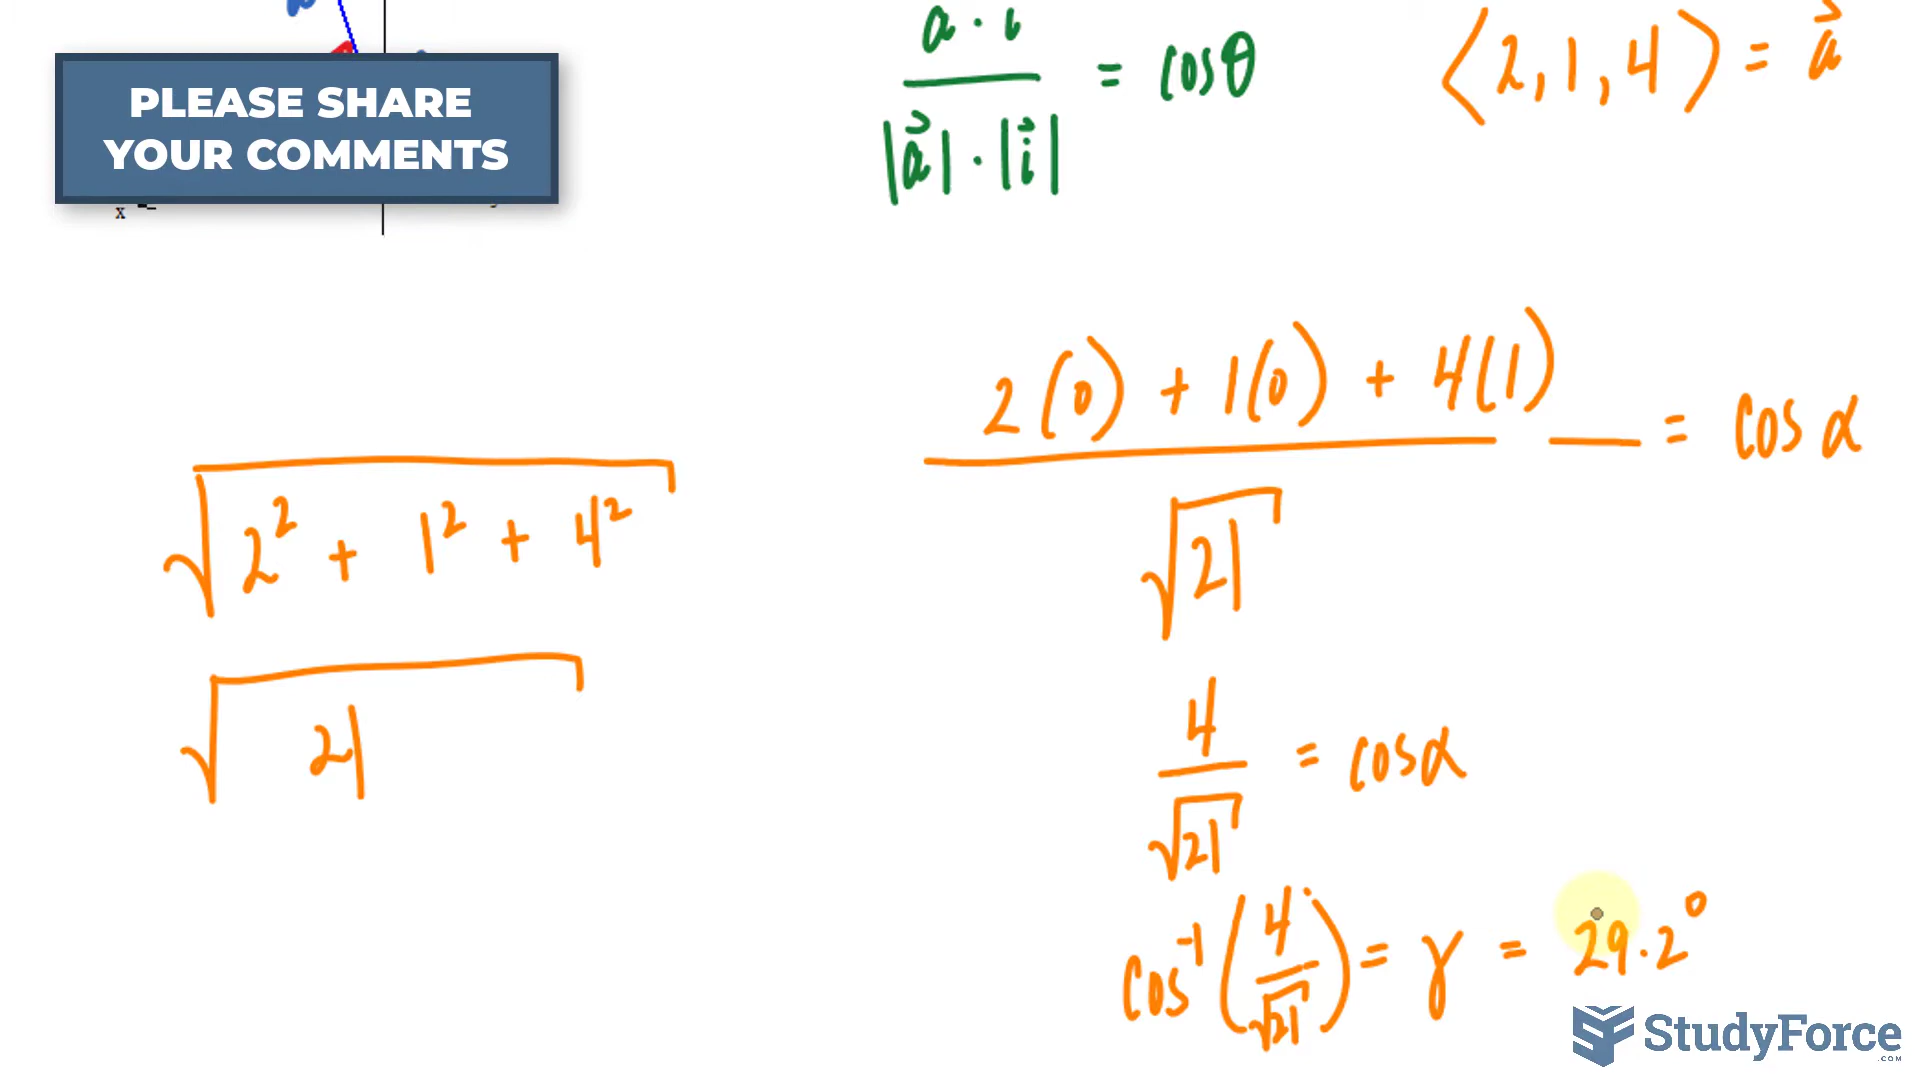 PLEASE SHARE
YOUR COMMENTS
x
a · i
|a⃗| · |i⃗|
= cosθ
⟨2, 1, 4⟩ = a⃗
2(0) + 1(0) + 4(1)
√21
= cos α
√2² + 1² + 4²
√21
4
√21
= cosα
cos⁻¹(4/√21) = γ = 29.2°
StudyForce
.COM